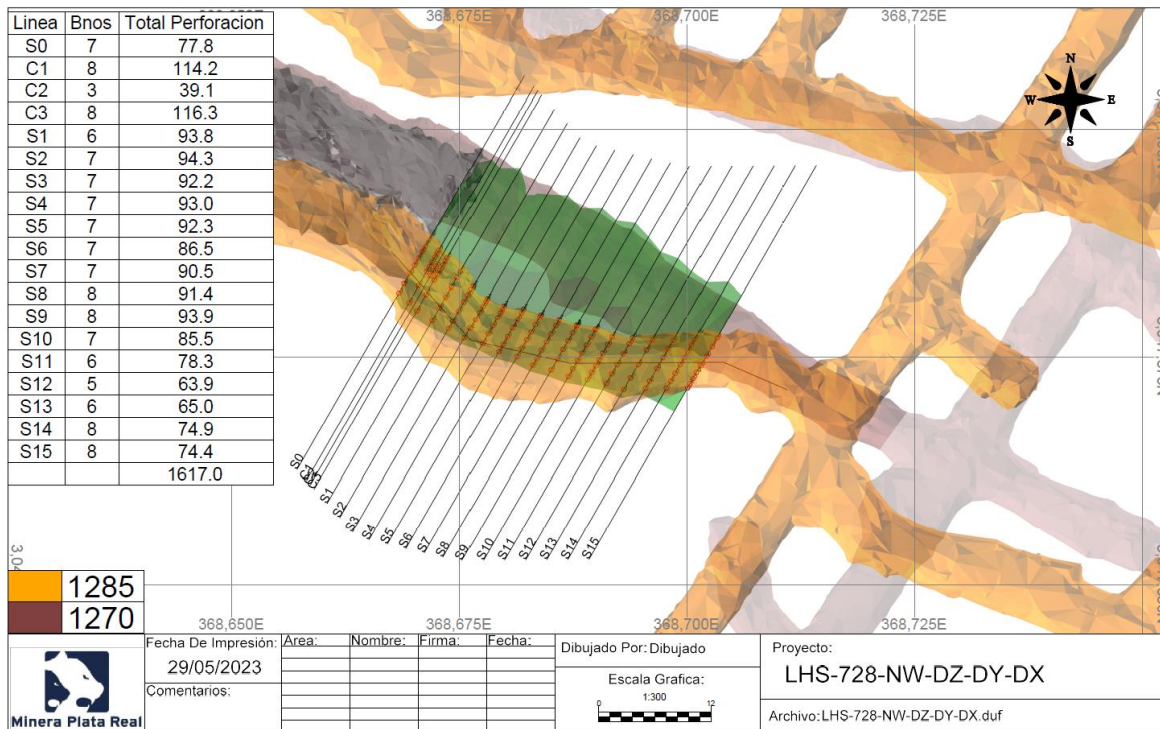 Linea Bnos Total Perforacion
S0 7 77.8
C1 8 114.2
C2 3 39.1
C3 8 116.3
S1 6 93.8
S2 7 94.3
S3 7 92.2
S4 7 93.0
S5 7 92.3
S6 7 86.5
S7 7 90.5
S8 8 91.4
S9 8 93.9
S10 7 85.5
S11 6 78.3
S12 5 63.9
S13 6 65.0
S14 8 74.9
S15 8 74.4
1617.0
368,675E 368,700E 368,725E
N
W E
S
S0
C1
S1
S2
S3
S4
S5
S6
S7
S8
S9
S10
S11
S12
S13
S14
S15
1285
1270
368,650E 368,675E 368,700E 368,725E
Minera Plata Real
Fecha De Impresión:
29/05/2023
Comentarios:
Area: Nombre: Firma: Fecha:
Dibujado Por: Dibujado
Escala Grafica:
1:300
0 12
Proyecto:
LHS-728-NW-DZ-DY-DX
Archivo:LHS-728-NW-DZ-DY-DX.duf